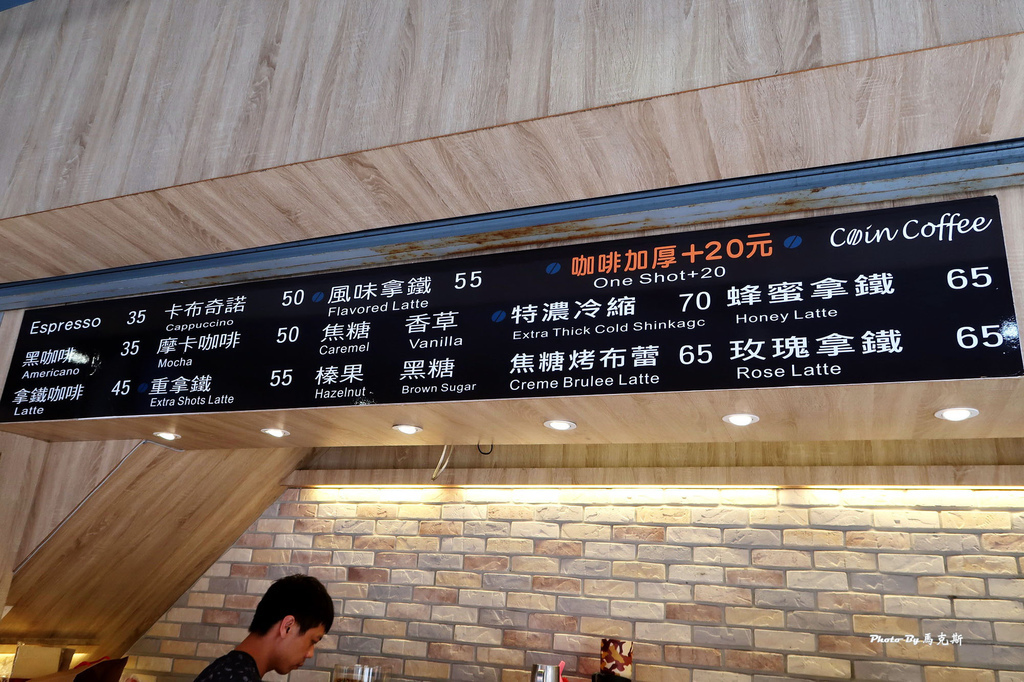 Coin Coffee
咖啡加厚+20元
One Shot+20
Espresso 35
黑咖啡 35
Americano
拿鐵咖啡 45
Latte
卡布奇諾 50
Cappuccino
摩卡咖啡 50
Mocha
重拿鐵 55
Extra Shots Latte
風味拿鐵 55
Flavored Latte
焦糖 香草
Caremel Vanilla
榛果 黑糖
Hazelnut Brown Sugar
特濃冷縮 70
Extra Thick Cold Shinkagc
焦糖烤布蕾 65
Creme Brulee Latte
蜂蜜拿鐵 65
Honey Latte
玫瑰拿鐵 65
Rose Latte
Photo By 馬克斯